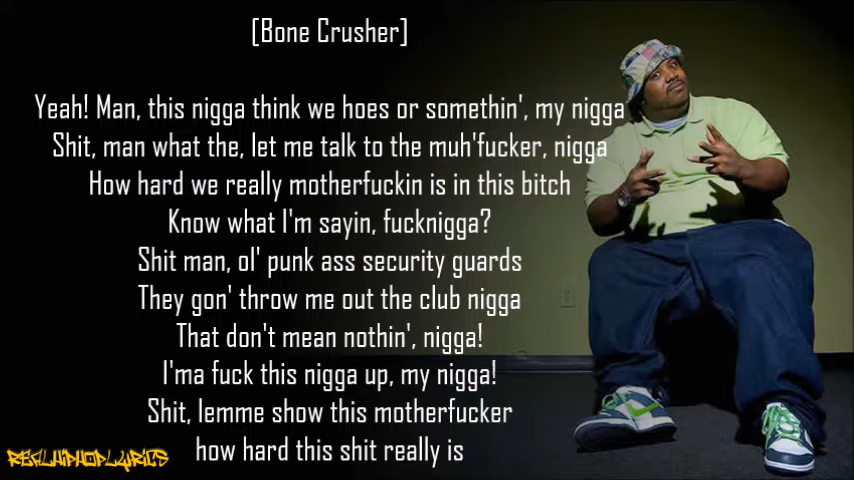 [Bone Crusher]
Yeah! Man, this nigga think we hoes or somethin', my nigga
Shit, man what the, let me talk to the muh'fucker, nigga
How hard we really motherfuckin is in this bitch
Know what I'm sayin, fucknigga?
Shit man, ol' punk ass security guards
They gon' throw me out the club nigga
That don't mean nothin', nigga!
I'ma fuck this nigga up, my nigga!
Shit, lemme show this motherfucker
how hard this shit really is
REALHIPHOPLYRICS